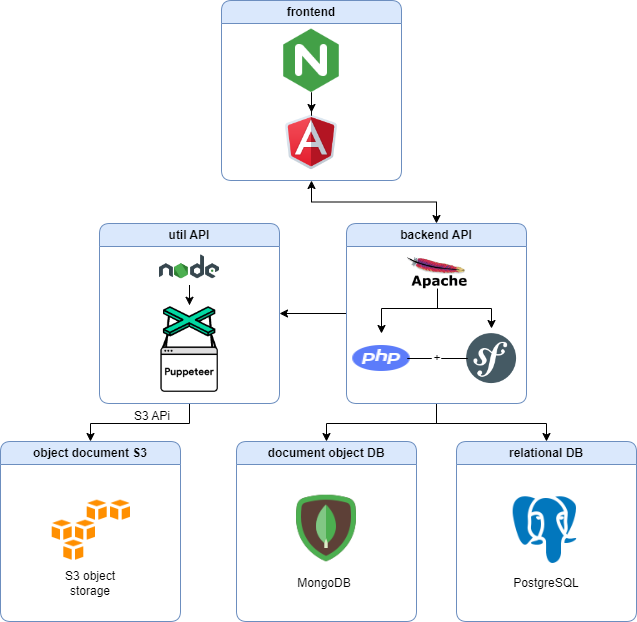 frontend
N
A
util API
backend API
node
Apache
Puppeteer
php
+
sf
S3 APi
object document S3
document object DB
relational DB
S3 object
storage
MongoDB
PostgreSQL